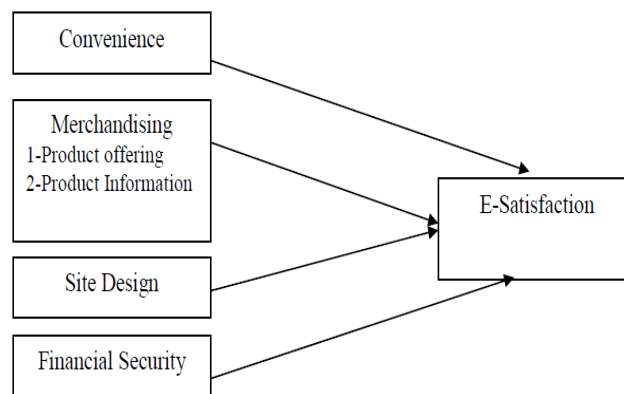 Convenience
Merchandising
1-Product offering
2-Product Information
E-Satisfaction
Site Design
Financial Security